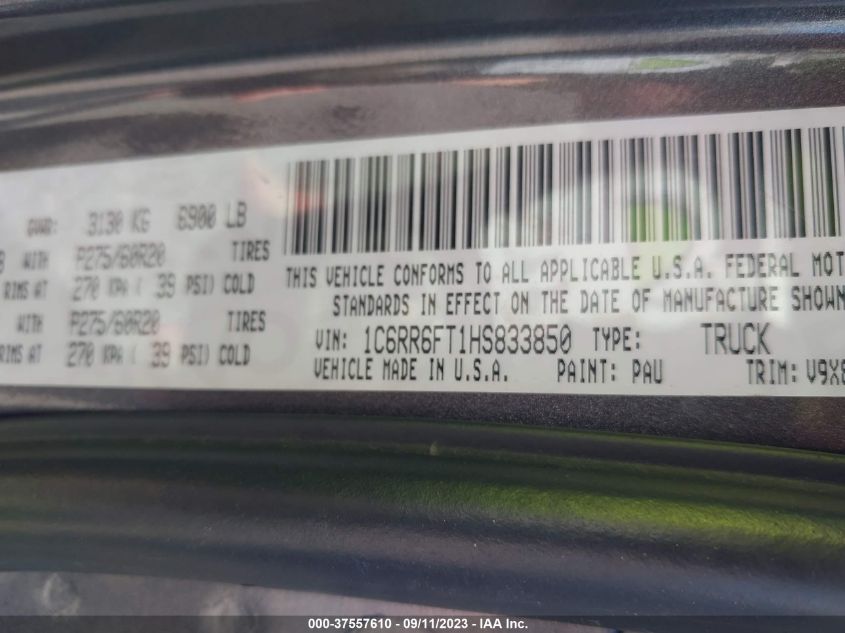 GVWR: 3130 KG 6900 LB
WITH P275/60R20 TIRES
RIMS AT 270 KPA ( 39 PSI) COLD
WITH P275/60R20 TIRES
RIMS AT 270 KPA ( 39 PSI) COLD
THIS VEHICLE CONFORMS TO ALL APPLICABLE U.S.A. FEDERAL MOT
STANDARDS IN EFFECT ON THE DATE OF MANUFACTURE SHOWN
VIN: 1C6RR6FT1HS833850 TYPE: TRUCK
VEHICLE MADE IN U.S.A. PAINT: PAU TRIM: V9X8
000-37557610 - 09/11/2023 - IAA Inc.